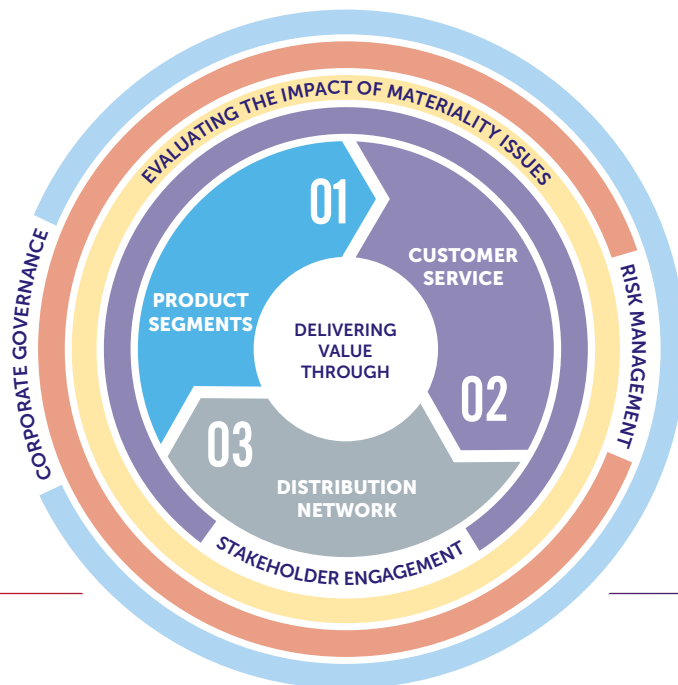 EVALUATING THE IMPACT OF MATERIALITY ISSUES
CORPORATE GOVERNANCE
RISK MANAGEMENT
STAKEHOLDER ENGAGEMENT
DELIVERING
VALUE
THROUGH
01
PRODUCT
SEGMENTS
CUSTOMER
SERVICE
02
03
DISTRIBUTION
NETWORK